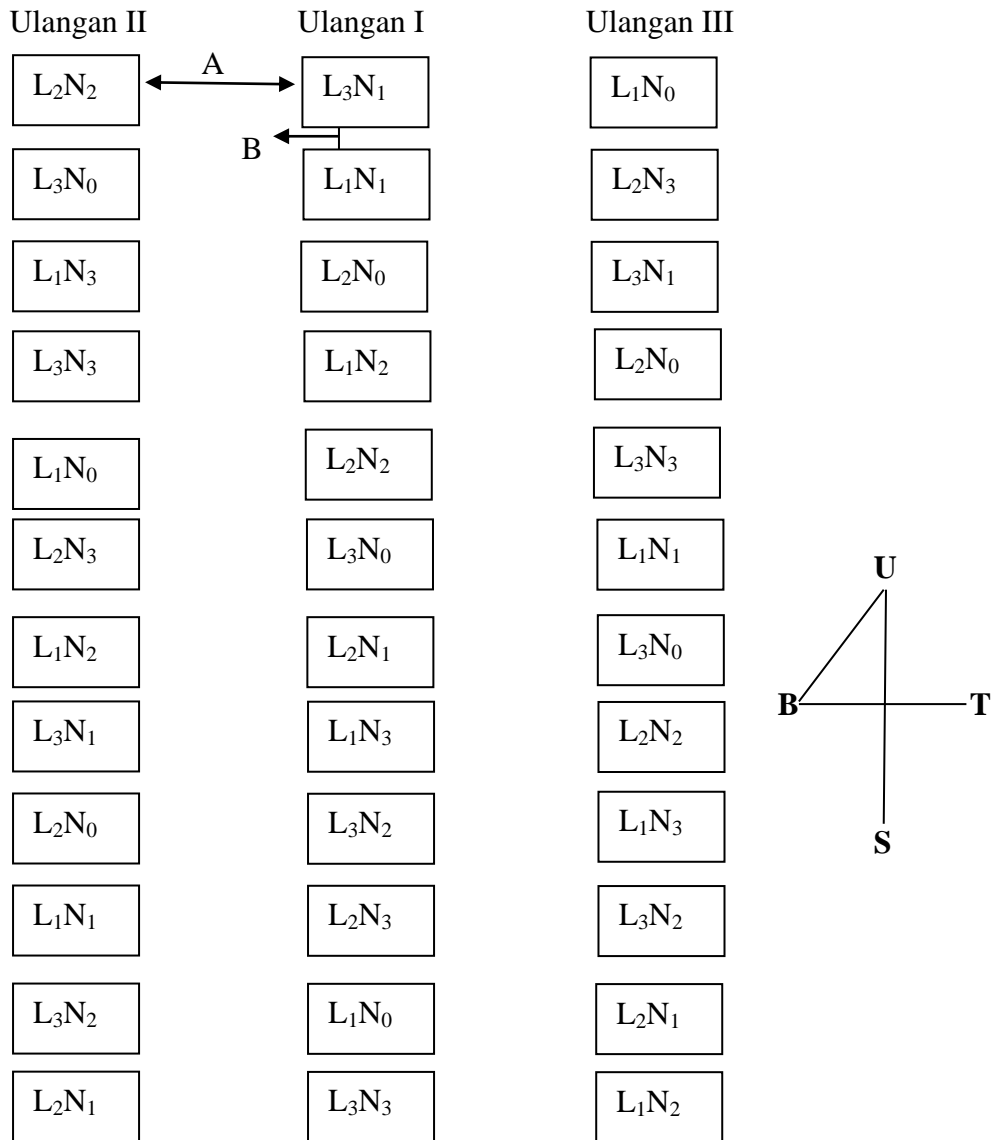 Ulangan II Ulangan I Ulangan III
L₂N₂ A L₃N₁ L₁N₀
B
L₃N₀ L₁N₁ L₂N₃
L₁N₃ L₂N₀ L₃N₁
L₃N₃ L₁N₂ L₂N₀
L₁N₀ L₂N₂ L₃N₃
L₂N₃ L₃N₀ L₁N₁
U
L₁N₂ L₂N₁ L₃N₀
B T
L₃N₁ L₁N₃ L₂N₂
L₂N₀ L₃N₂ L₁N₃
S
L₁N₁ L₂N₃ L₃N₂
L₃N₂ L₁N₀ L₂N₁
L₂N₁ L₃N₃ L₁N₂